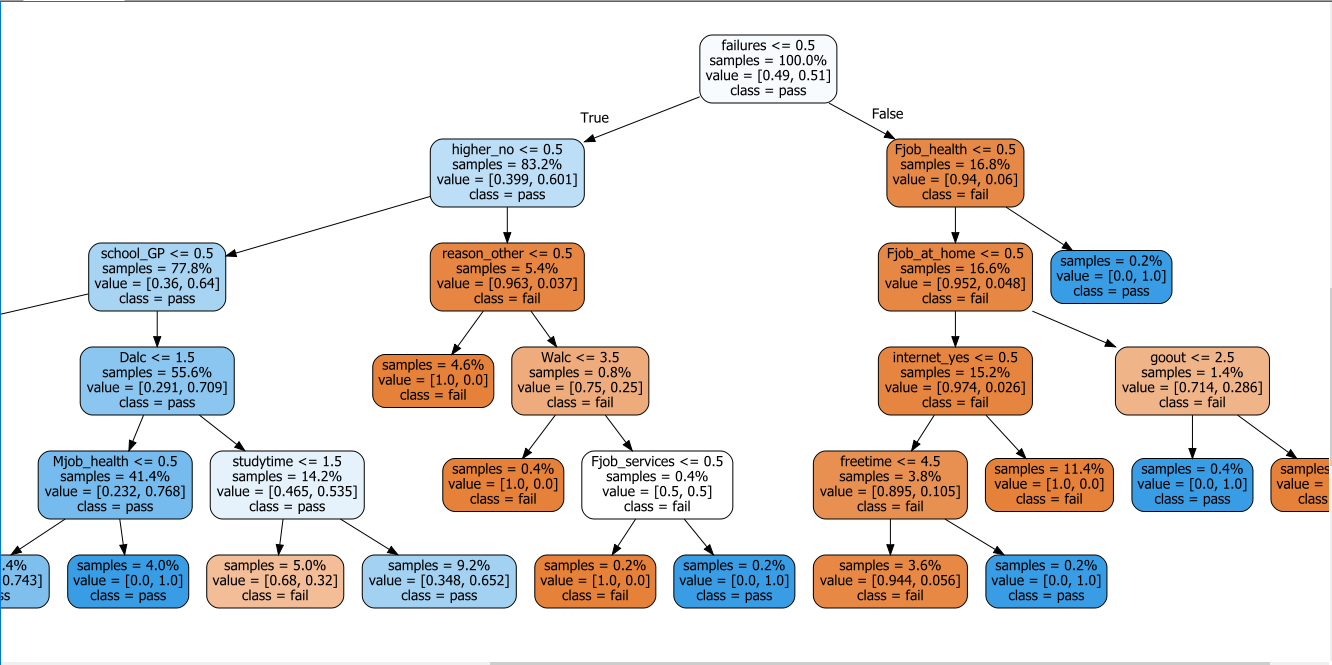 failures <= 0.5
samples = 100.0%
value = [0.49, 0.51]
class = pass
True
False
higher_no <= 0.5
samples = 83.2%
value = [0.399, 0.601]
class = pass
Fjob_health <= 0.5
samples = 16.8%
value = [0.94, 0.06]
class = fail
school_GP <= 0.5
samples = 77.8%
value = [0.36, 0.64]
class = pass
reason_other <= 0.5
samples = 5.4%
value = [0.963, 0.037]
class = fail
Fjob_at_home <= 0.5
samples = 16.6%
value = [0.952, 0.048]
class = fail
samples = 0.2%
value = [0.0, 1.0]
class = pass
Dalc <= 1.5
samples = 55.6%
value = [0.291, 0.709]
class = pass
samples = 4.6%
value = [1.0, 0.0]
class = fail
Walc <= 3.5
samples = 0.8%
value = [0.75, 0.25]
class = fail
internet_yes <= 0.5
samples = 15.2%
value = [0.974, 0.026]
class = fail
goout <= 2.5
samples = 1.4%
value = [0.714, 0.286]
class = fail
Mjob_health <= 0.5
samples = 41.4%
value = [0.232, 0.768]
class = pass
studytime <= 1.5
samples = 14.2%
value = [0.465, 0.535]
class = pass
samples = 0.4%
value = [1.0, 0.0]
class = fail
Fjob_services <= 0.5
samples = 0.4%
value = [0.5, 0.5]
class = fail
freetime <= 4.5
samples = 3.8%
value = [0.895, 0.105]
class = fail
samples = 11.4%
value = [1.0, 0.0]
class = fail
samples = 0.4%
value = [0.0, 1.0]
class = pass
samples
value =
class
.4%
0.743]
ss
samples = 4.0%
value = [0.0, 1.0]
class = pass
samples = 5.0%
value = [0.68, 0.32]
class = fail
samples = 9.2%
value = [0.348, 0.652]
class = pass
samples = 0.2%
value = [1.0, 0.0]
class = fail
samples = 0.2%
value = [0.0, 1.0]
class = pass
samples = 3.6%
value = [0.944, 0.056]
class = fail
samples = 0.2%
value = [0.0, 1.0]
class = pass